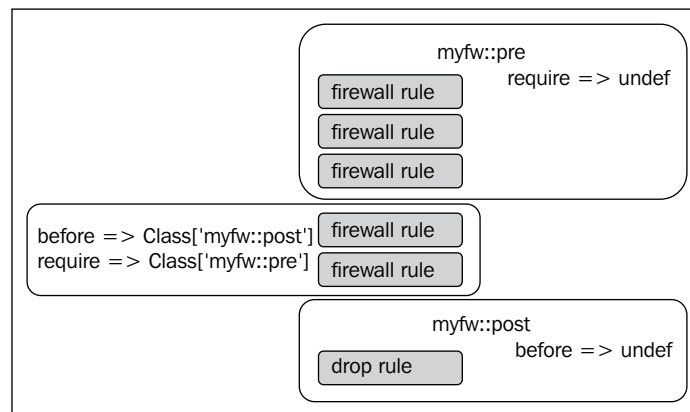 myfw::pre
require => undef
firewall rule
firewall rule
firewall rule
before => Class['myfw::post']
firewall rule
require => Class['myfw::pre']
firewall rule
myfw::post
before => undef
drop rule